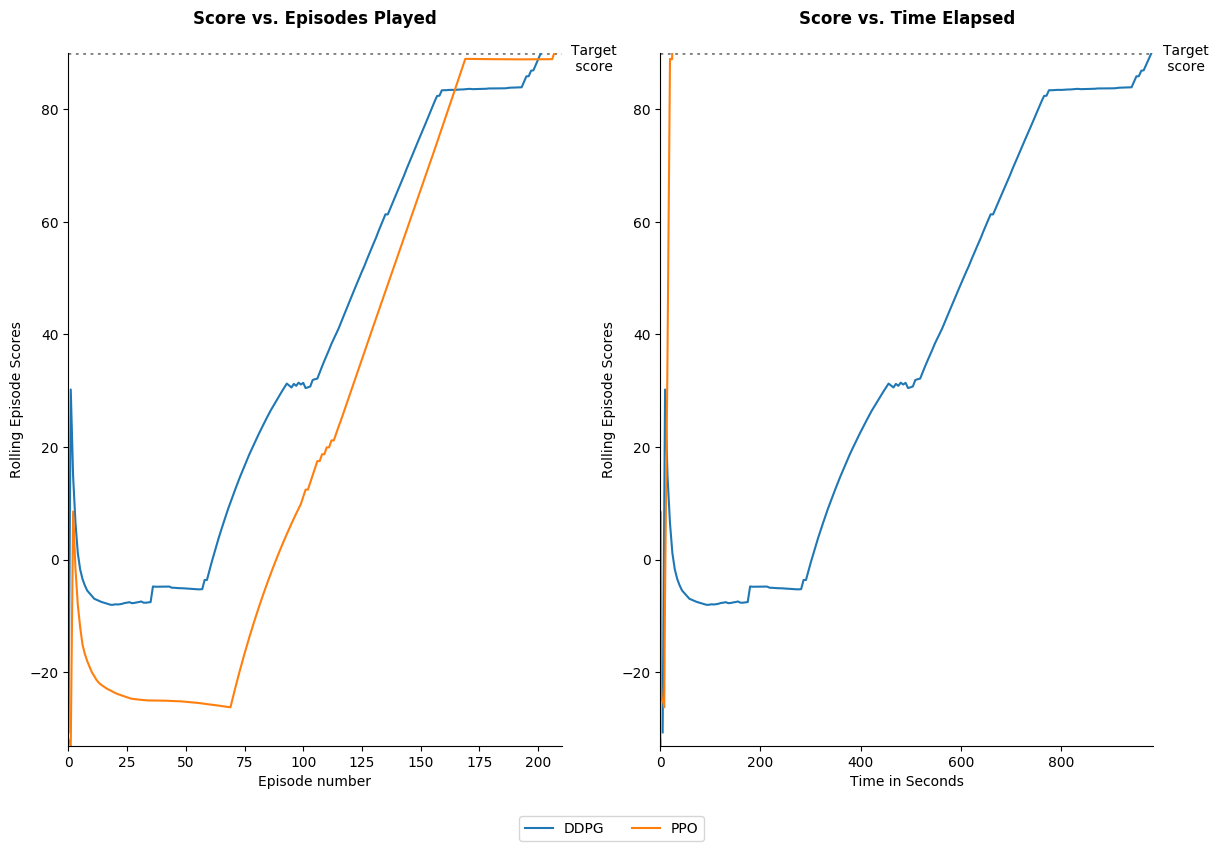 Score vs. Episodes Played
Target
score
80
60
40
20
0
−20
Rolling Episode Scores
0 25 50 75 100 125 150 175 200
Episode number
Score vs. Time Elapsed
Target
score
80
60
40
20
0
−20
Rolling Episode Scores
0 200 400 600 800
Time in Seconds
DDPG PPO